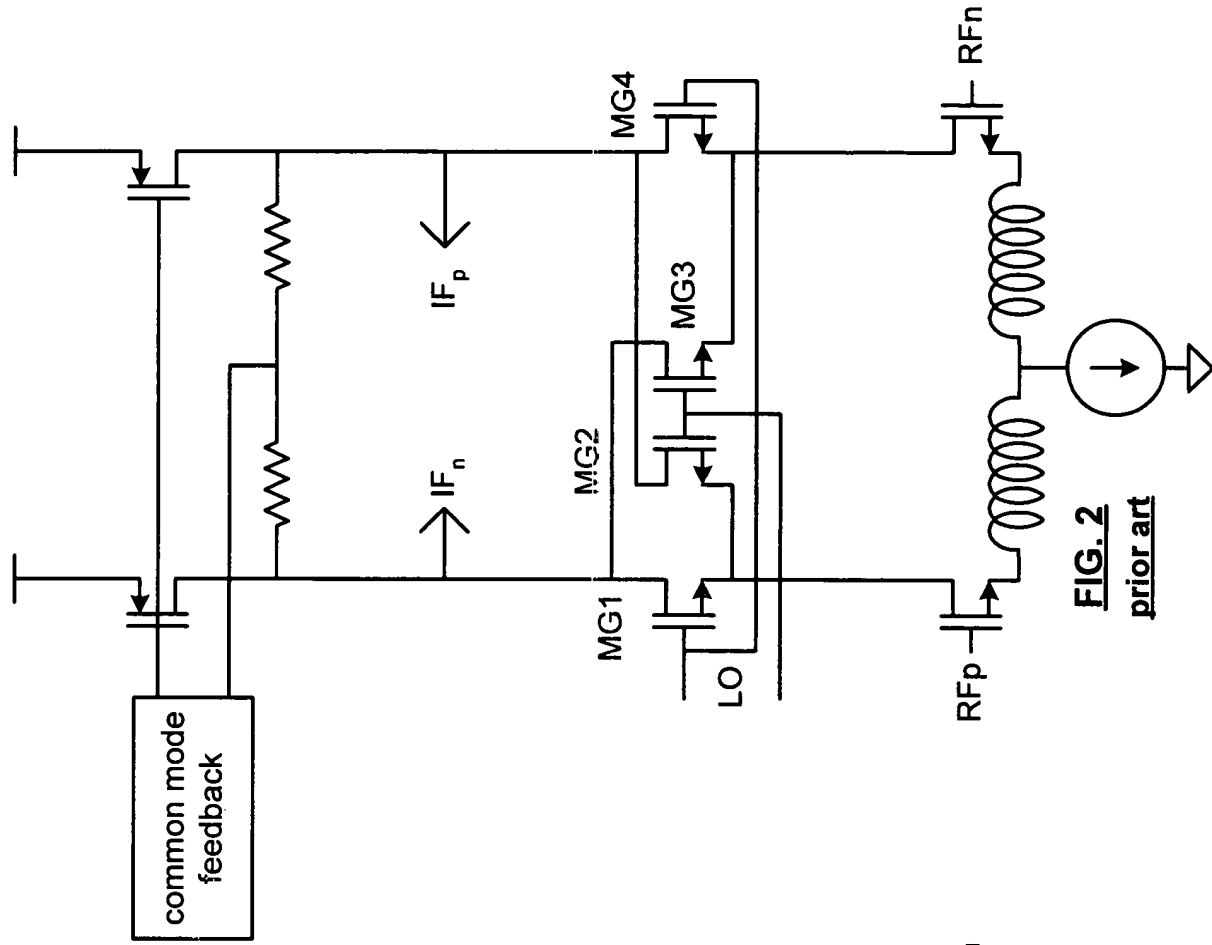 common mode
feedback
IFn
IFp
MG1
MG2
MG3
MG4
LO
RFp
RFn
FIG. 2
prior art